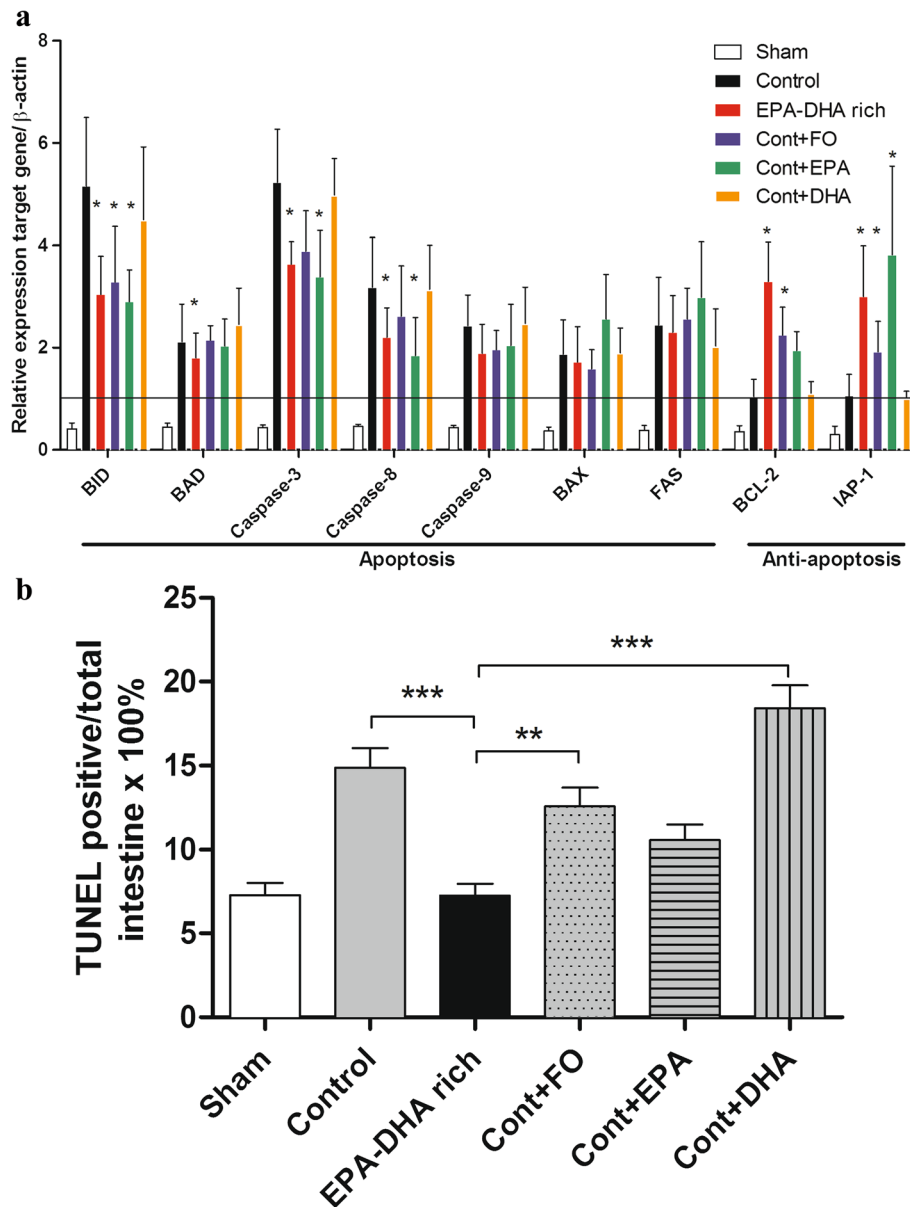 a
8
6
4
2
0
Relative expression target gene/β-actin
Sham
Control
EPA-DHA rich
Cont+FO
Cont+EPA
Cont+DHA
* * * *
*
* *
* *
* *
* * *
BID
BAD
Caspase-3
Caspase-8
Caspase-9
BAX
FAS
BCL-2
IAP-1
Apoptosis
Anti-apoptosis
b
25
20
15
10
5
0
TUNEL positive/total
intestine x 100%
***
**
***
Sham
Control
EPA-DHA rich
Cont+FO
Cont+EPA
Cont+DHA